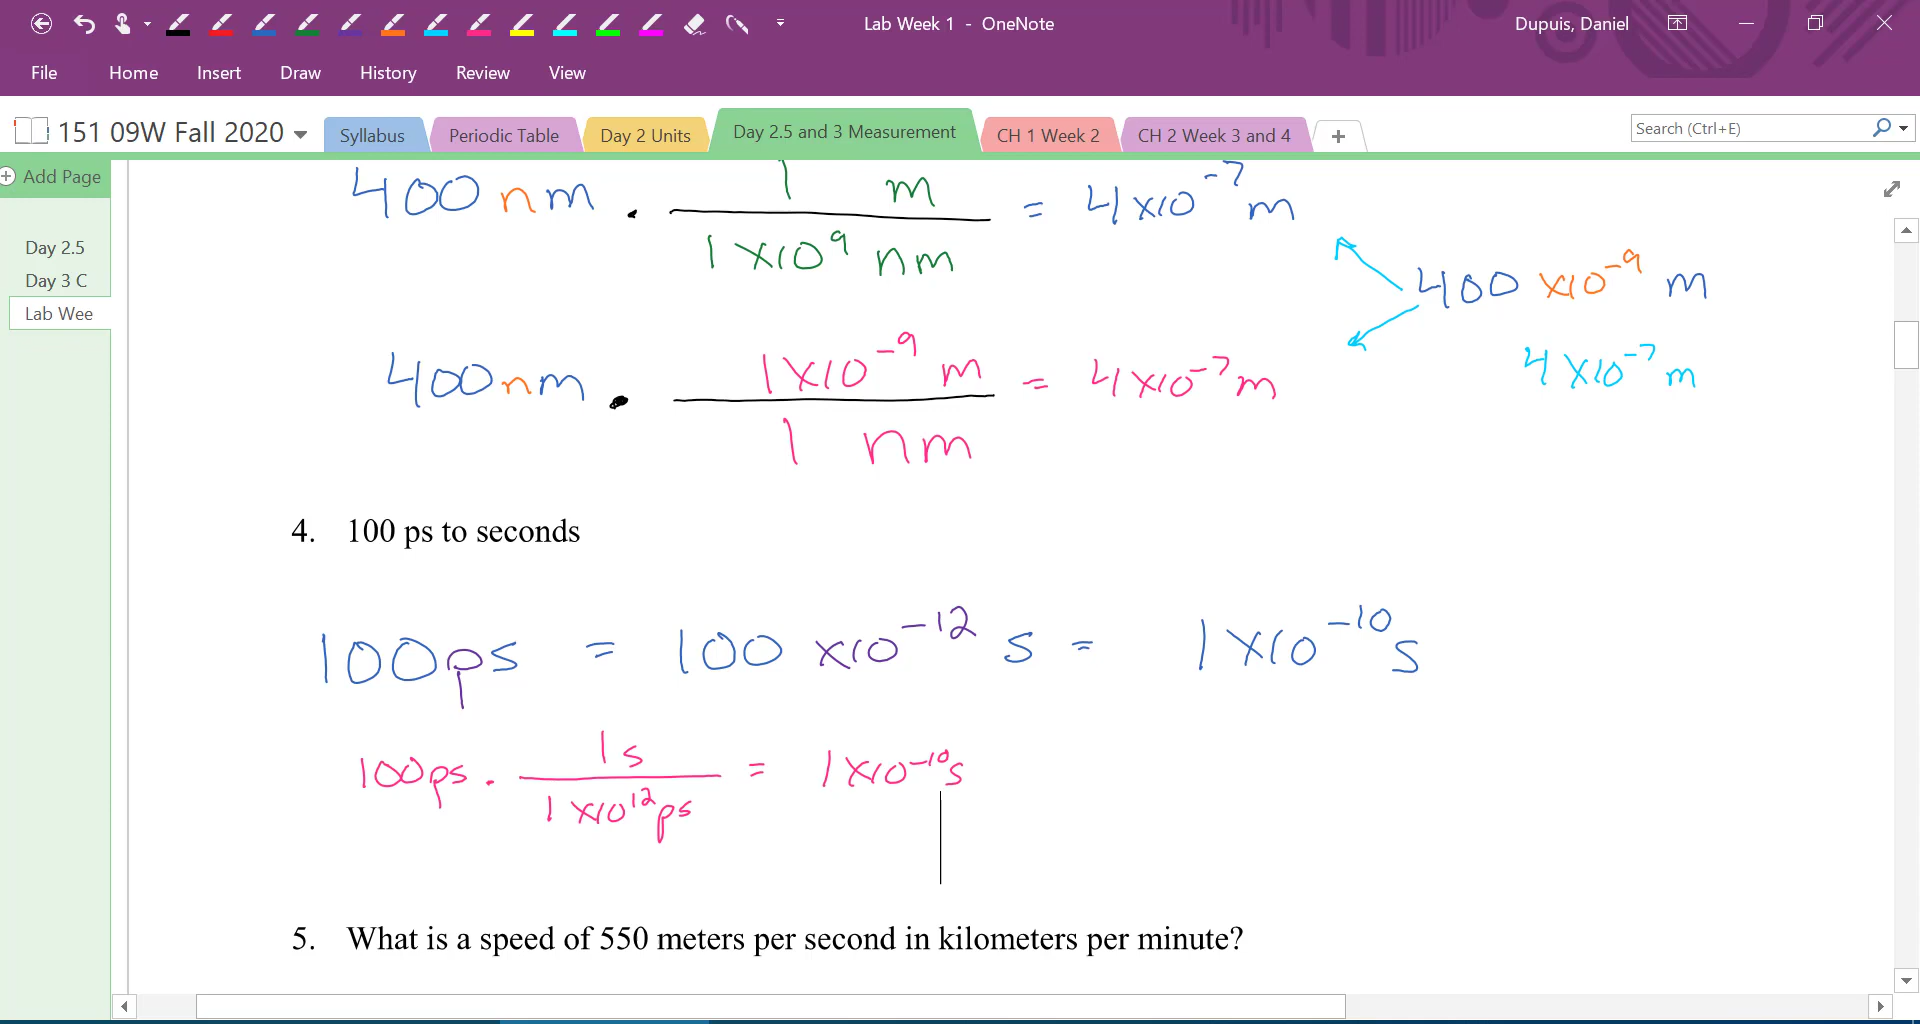 Lab Week 1 - OneNote
Dupuis, Daniel
File Home Insert Draw History Review View
151 09W Fall 2020
Syllabus
Periodic Table
Day 2 Units
Day 2.5 and 3 Measurement
CH 1 Week 2
CH 2 Week 3 and 4
+
Search (Ctrl+E)
Add Page
Day 2.5
Day 3 C
Lab Wee
400 nm · 1 m / 1 x10⁹ nm = 4 x10⁻⁷ m
400 x10⁻⁹ m
4 x10⁻⁷ m
400 nm · 1 x10⁻⁹ m / 1 nm = 4 x10⁻⁷ m
4. 100 ps to seconds
100 ps = 100 x10⁻¹² s = 1 x10⁻¹⁰ s
100 ps · 1 s / 1 x10¹² ps = 1 x10⁻¹⁰ s
5. What is a speed of 550 meters per second in kilometers per minute?